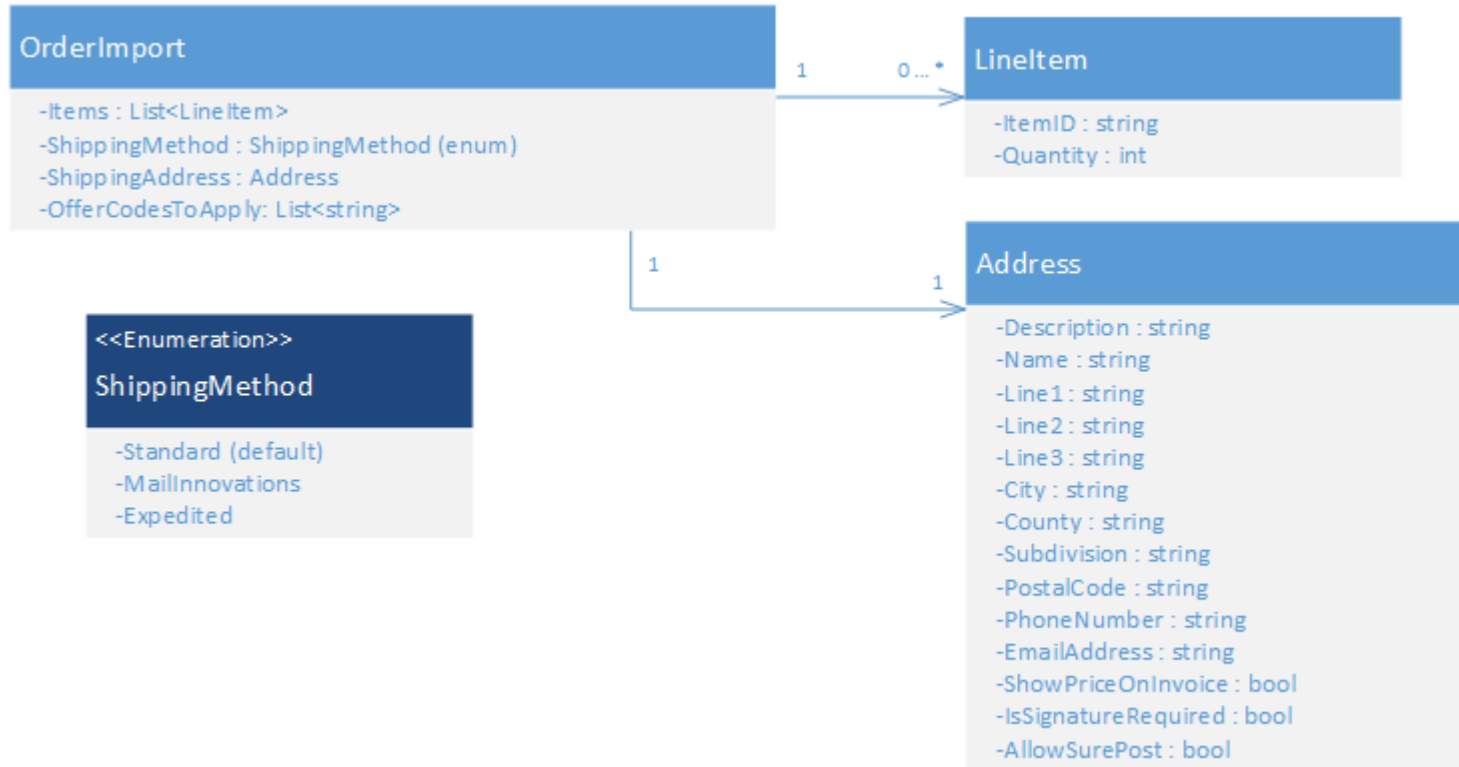 OrderImport
-Items : List<LineItem>
-ShippingMethod : ShippingMethod (enum)
-ShippingAddress : Address
-OfferCodesToApply: List<string>
1
0...*
LineItem
-ItemID : string
-Quantity : int
1
1
Address
-Description : string
-Name : string
-Line1 : string
-Line2 : string
-Line3 : string
-City : string
-County : string
-Subdivision : string
-PostalCode : string
-PhoneNumber : string
-EmailAddress : string
-ShowPriceOnInvoice : bool
-IsSignatureRequired : bool
-AllowSurePost : bool
<<Enumeration>>
ShippingMethod
-Standard (default)
-MailInnovations
-Expedited